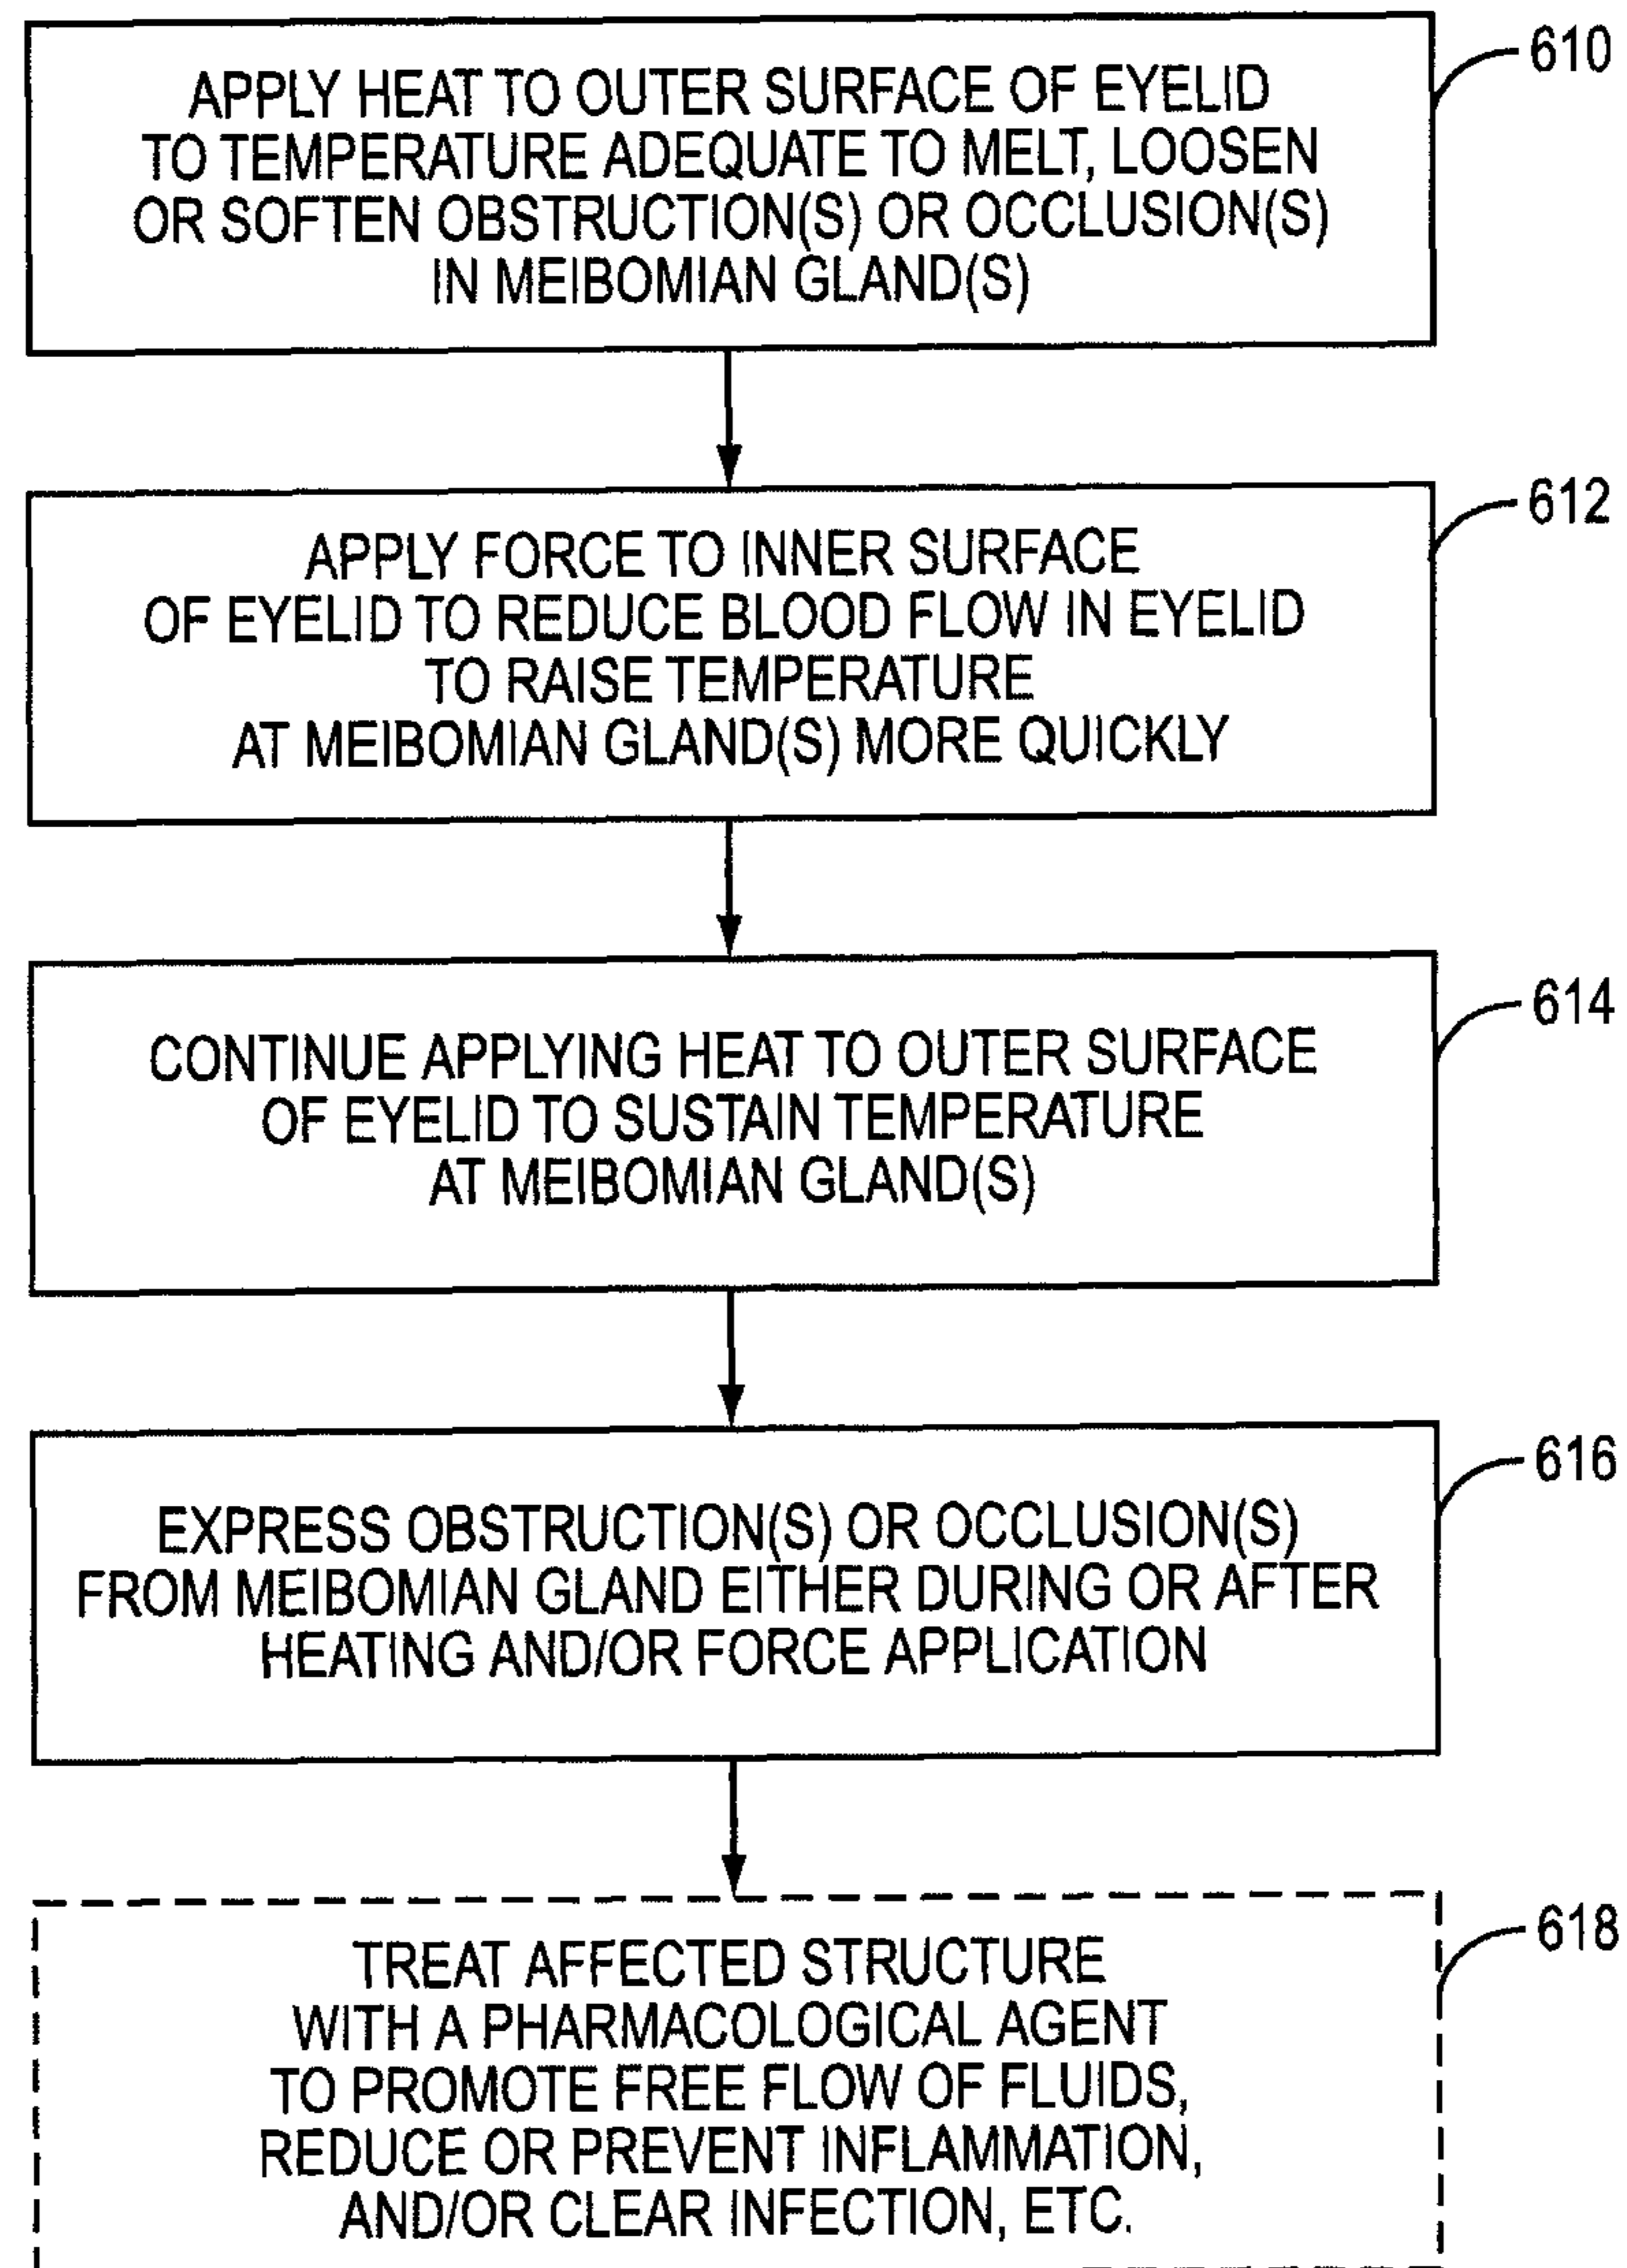 610
APPLY HEAT TO OUTER SURFACE OF EYELID
TO TEMPERATURE ADEQUATE TO MELT, LOOSEN
OR SOFTEN OBSTRUCTION(S) OR OCCLUSION(S)
IN MEIBOMIAN GLAND(S)
612
APPLY FORCE TO INNER SURFACE
OF EYELID TO REDUCE BLOOD FLOW IN EYELID
TO RAISE TEMPERATURE
AT MEIBOMIAN GLAND(S) MORE QUICKLY
614
CONTINUE APPLYING HEAT TO OUTER SURFACE
OF EYELID TO SUSTAIN TEMPERATURE
AT MEIBOMIAN GLAND(S)
616
EXPRESS OBSTRUCTION(S) OR OCCLUSION(S)
FROM MEIBOMIAN GLAND EITHER DURING OR AFTER
HEATING AND/OR FORCE APPLICATION
618
TREAT AFFECTED STRUCTURE
WITH A PHARMACOLOGICAL AGENT
TO PROMOTE FREE FLOW OF FLUIDS,
REDUCE OR PREVENT INFLAMMATION,
AND/OR CLEAR INFECTION, ETC.